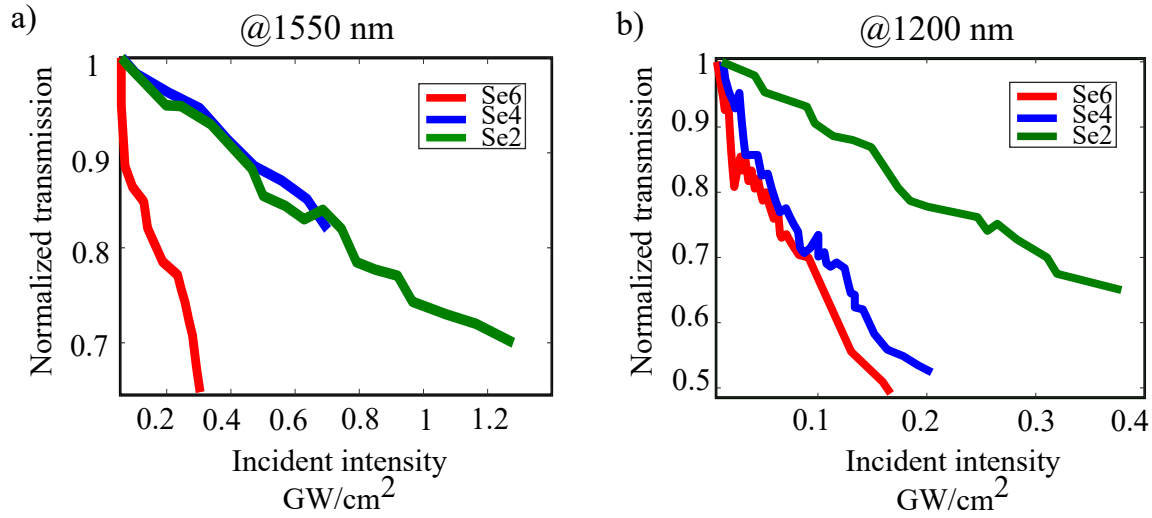 a)
@1550 nm
1
0.9
0.8
0.7
Normalized transmission
Se6
Se4
Se2
0.2
0.4
0.6
0.8
1
1.2
Incident intensity
GW/cm²
b)
@1200 nm
1
0.9
0.8
0.7
0.6
0.5
Normalized transmission
Se6
Se4
Se2
0.1
0.2
0.3
0.4
Incident intensity
GW/cm²